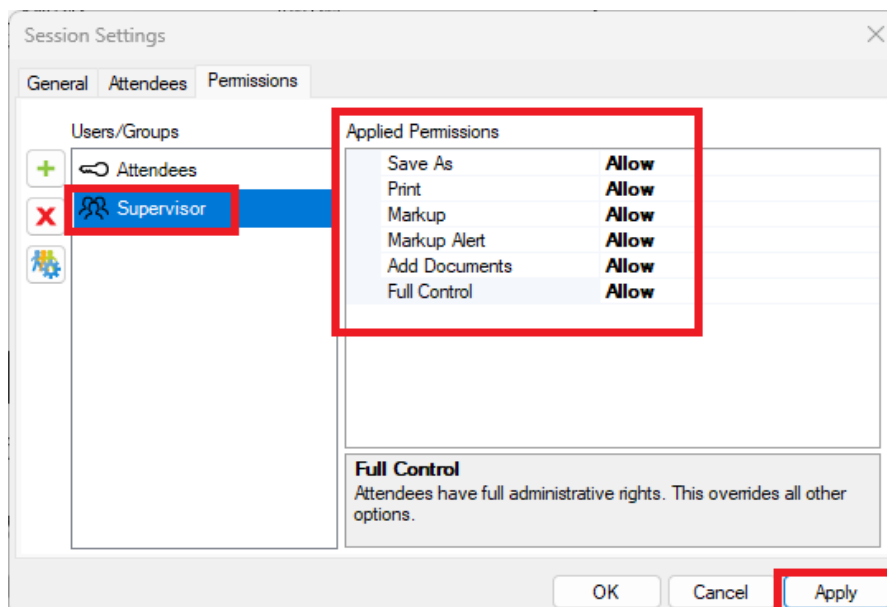 Session Settings
General Attendees Permissions
Users/Groups
Attendees
Supervisor
Applied Permissions
Save As Allow
Print Allow
Markup Allow
Markup Alert Allow
Add Documents Allow
Full Control Allow
Full Control
Attendees have full administrative rights. This overrides all other
options.
OK Cancel Apply